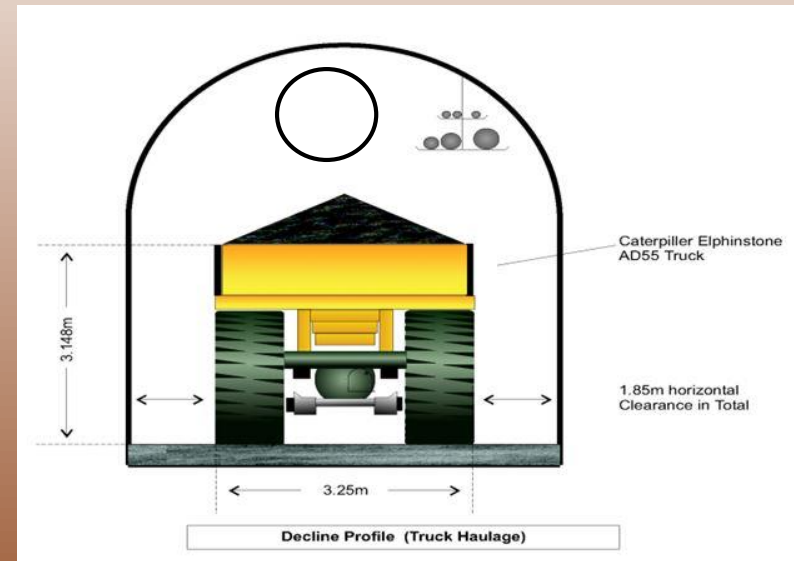 Caterpiller Elphinstone
AD55 Truck
3.148m
1.85m horizontal
Clearance in Total
3.25m
Decline Profile (Truck Haulage)